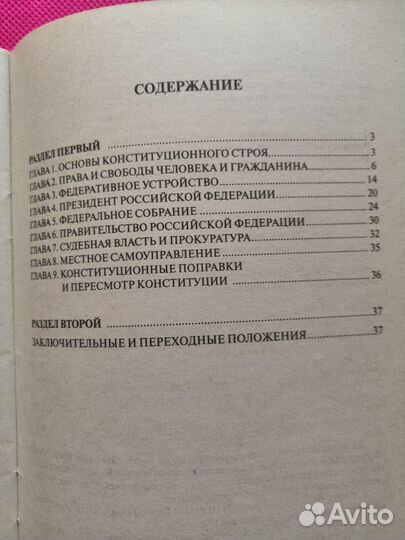 СОДЕРЖАНИЕ
РАЗДЕЛ ПЕРВЫЙ 3
ГЛАВА 1. ОСНОВЫ КОНСТИТУЦИОННОГО СТРОЯ 3
ГЛАВА 2. ПРАВА И СВОБОДЫ ЧЕЛОВЕКА И ГРАЖДАНИНА 6
ГЛАВА 3. ФЕДЕРАТИВНОЕ УСТРОЙСТВО 14
ГЛАВА 4. ПРЕЗИДЕНТ РОССИЙСКОЙ ФЕДЕРАЦИИ 20
ГЛАВА 5. ФЕДЕРАЛЬНОЕ СОБРАНИЕ 24
ГЛАВА 6. ПРАВИТЕЛЬСТВО РОССИЙСКОЙ ФЕДЕРАЦИИ 30
ГЛАВА 7. СУДЕБНАЯ ВЛАСТЬ И ПРОКУРАТУРА 32
ГЛАВА 8. МЕСТНОЕ САМОУПРАВЛЕНИЕ 35
ГЛАВА 9. КОНСТИТУЦИОННЫЕ ПОПРАВКИ
И ПЕРЕСМОТР КОНСТИТУЦИИ 36
РАЗДЕЛ ВТОРОЙ 37
ЗАКЛЮЧИТЕЛЬНЫЕ И ПЕРЕХОДНЫЕ ПОЛОЖЕНИЯ 37
Avito